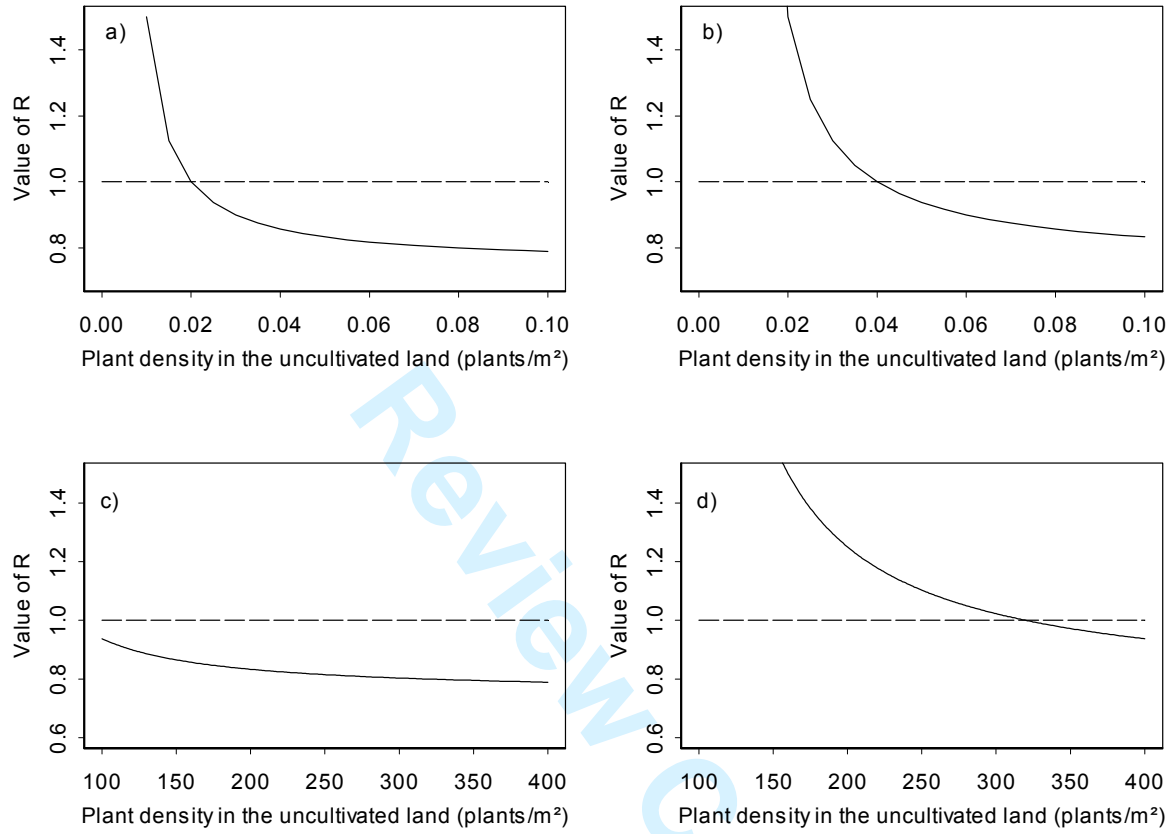 a)
Value of R
1.4
1.2
1.0
0.8
0.00 0.02 0.04 0.06 0.08 0.10
Plant density in the uncultivated land (plants/m²)
b)
Value of R
1.4
1.2
1.0
0.8
0.00 0.02 0.04 0.06 0.08 0.10
Plant density in the uncultivated land (plants/m²)
c)
Value of R
1.4
1.2
1.0
0.8
0.6
100 150 200 250 300 350 400
Plant density in the uncultivated land (plants/m²)
d)
Value of R
1.4
1.2
1.0
0.8
0.6
100 150 200 250 300 350 400
Plant density in the uncultivated land (plants/m²)
Review